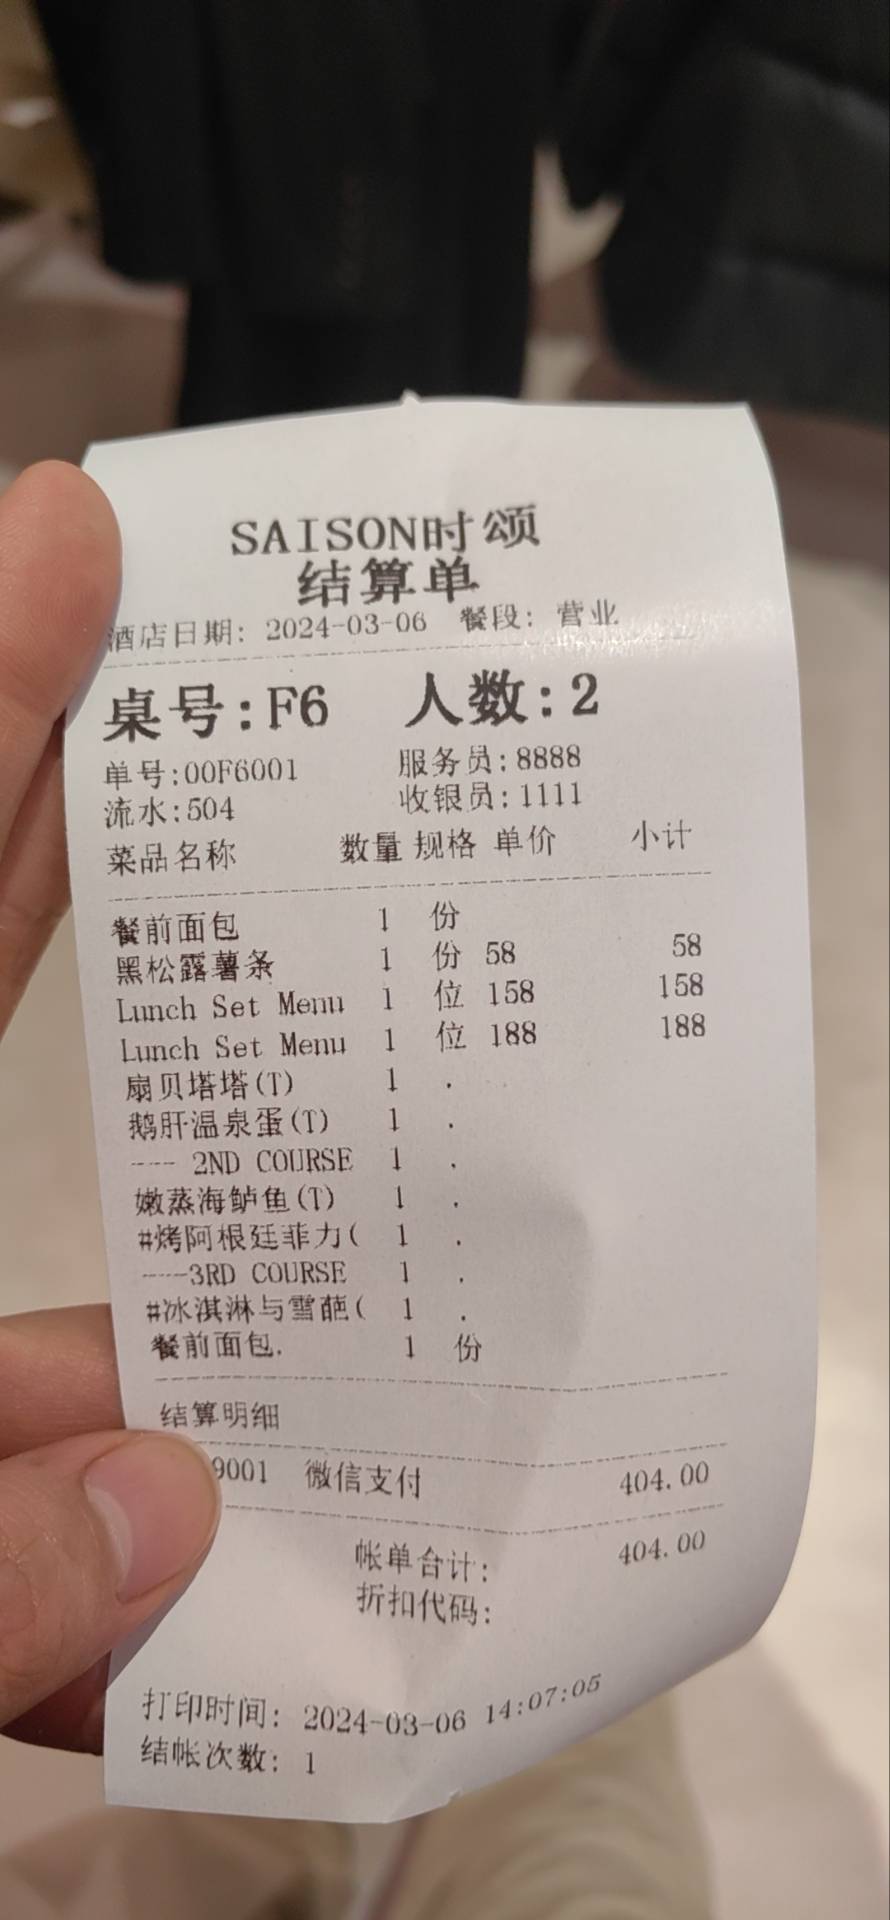 SAISON时颂
结算单
酒店日期: 2024-03-06 餐段: 营业
桌号:F6 人数:2
单号:00F6001 服务员:8888
流水:504 收银员:1111
菜品名称 数量 规格 单价 小计
餐前面包 1 份
黑松露薯条 1 份 58 58
Lunch Set Menu 1 位 158 158
Lunch Set Menu 1 位 188 188
扇贝塔塔(T) 1 .
鹅肝温泉蛋(T) 1 .
--- 2ND COURSE 1 .
嫩蒸海鲈鱼(T) 1 .
#烤阿根廷菲力( 1 .
----3RD COURSE 1 .
#冰淇淋与雪葩( 1 .
餐前面包. 1 份
结算明细
9001 微信支付 404.00
帐单合计: 404.00
折扣代码:
打印时间: 2024-03-06 14:07:05
结帐次数: 1